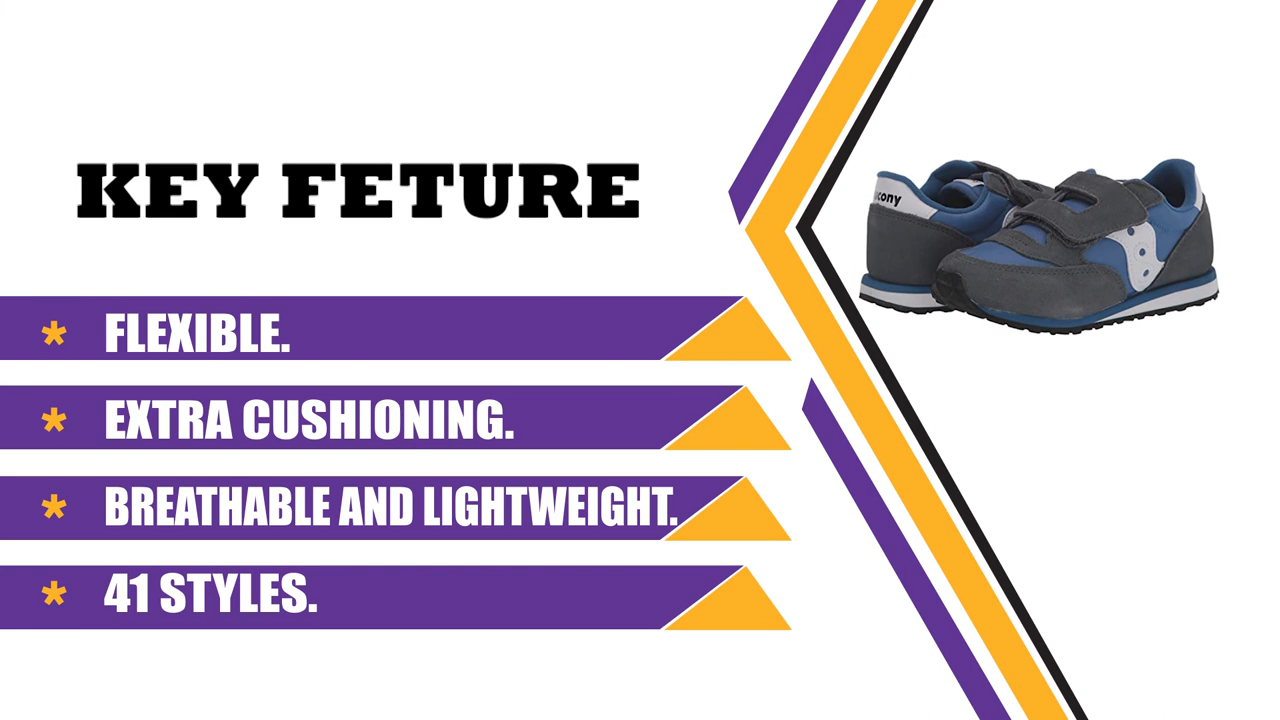 KEY FETURE
* FLEXIBLE.
* EXTRA CUSHIONING.
* BREATHABLE AND LIGHTWEIGHT.
* 41 STYLES.